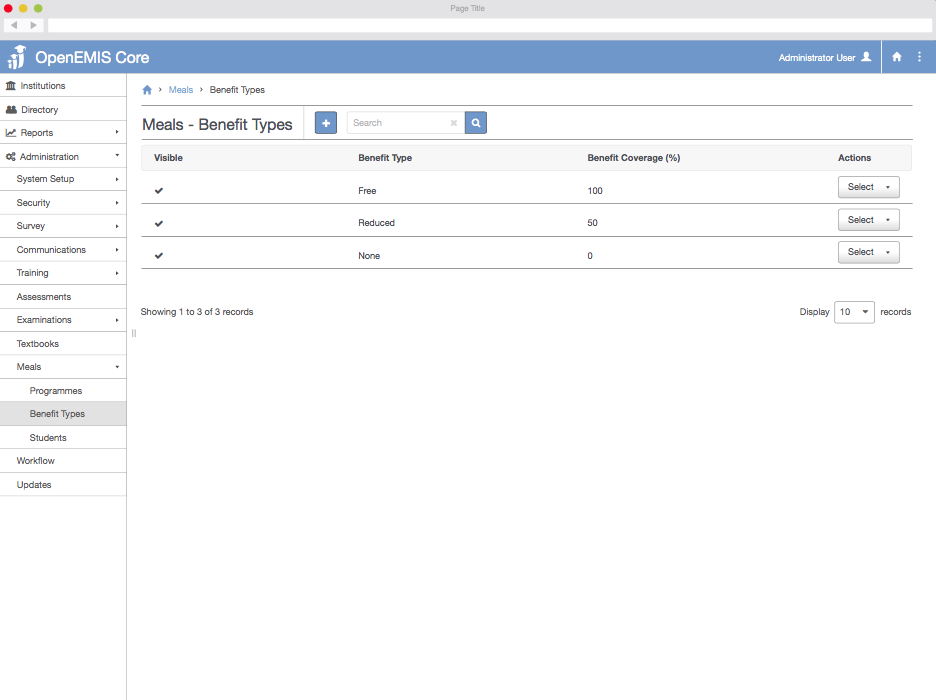 Page Title
OpenEMIS Core
Administrator User
Institutions
Directory
Reports
Administration
System Setup
Security
Survey
Communications
Training
Assessments
Examinations
Textbooks
Meals
Programmes
Benefit Types
Students
Workflow
Updates
Meals › Benefit Types
Meals - Benefit Types
Search
Visible Benefit Type Benefit Coverage (%) Actions
Free 100 Select
Reduced 50 Select
None 0 Select
Showing 1 to 3 of 3 records
Display 10 records